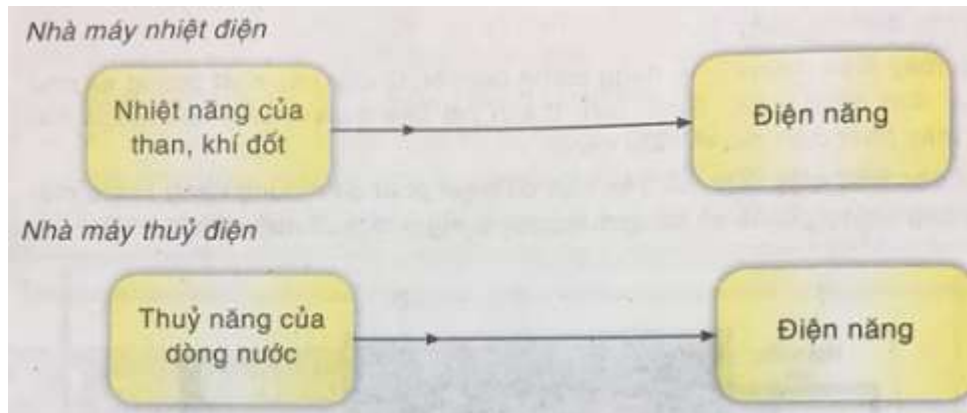 Nhà máy nhiệt điện
Nhiệt năng của
than, khí đốt
Điện năng
Nhà máy thuỷ điện
Thuỷ năng của
dòng nước
Điện năng